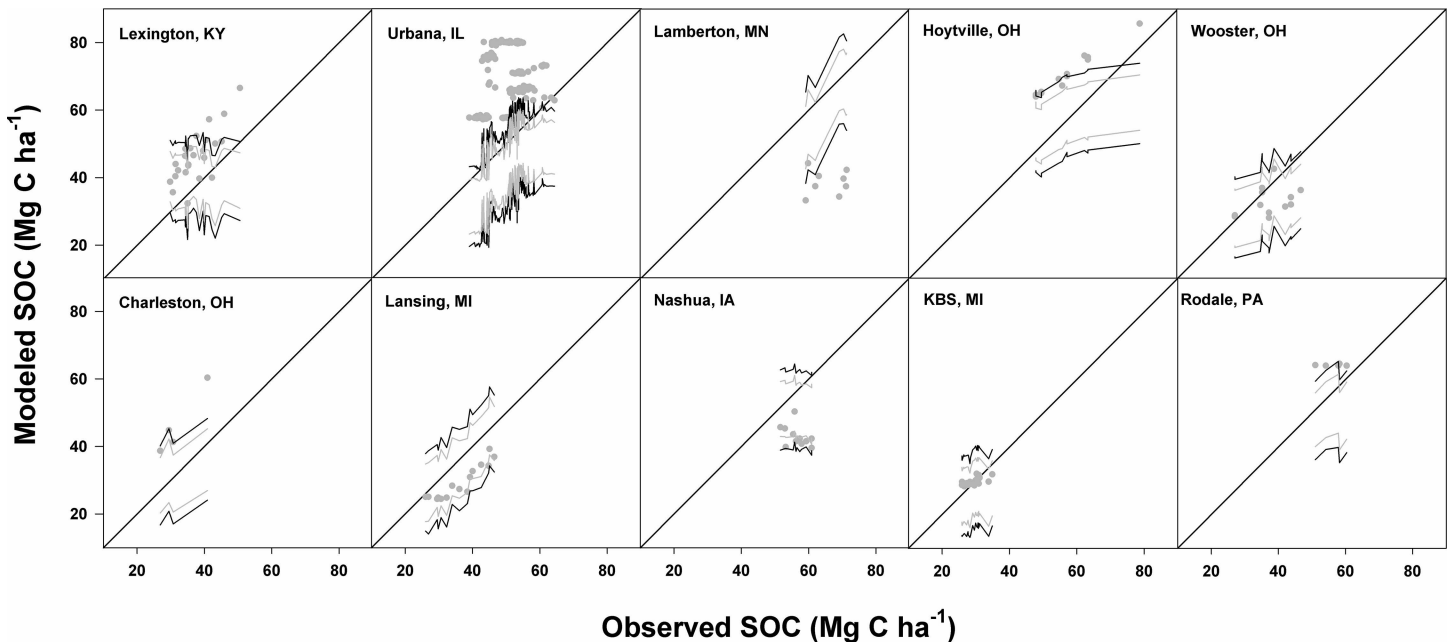 Lexington, KY
Urbana, IL
Lamberton, MN
Hoytville, OH
Wooster, OH
80
60
40
20
Charleston, OH
Lansing, MI
Nashua, IA
KBS, MI
Rodale, PA
80
60
40
20
Modeled SOC (Mg C ha⁻¹)
20 40 60 80 20 40 60 80 20 40 60 80 20 40 60 80 20 40 60 80
Observed SOC (Mg C ha⁻¹)